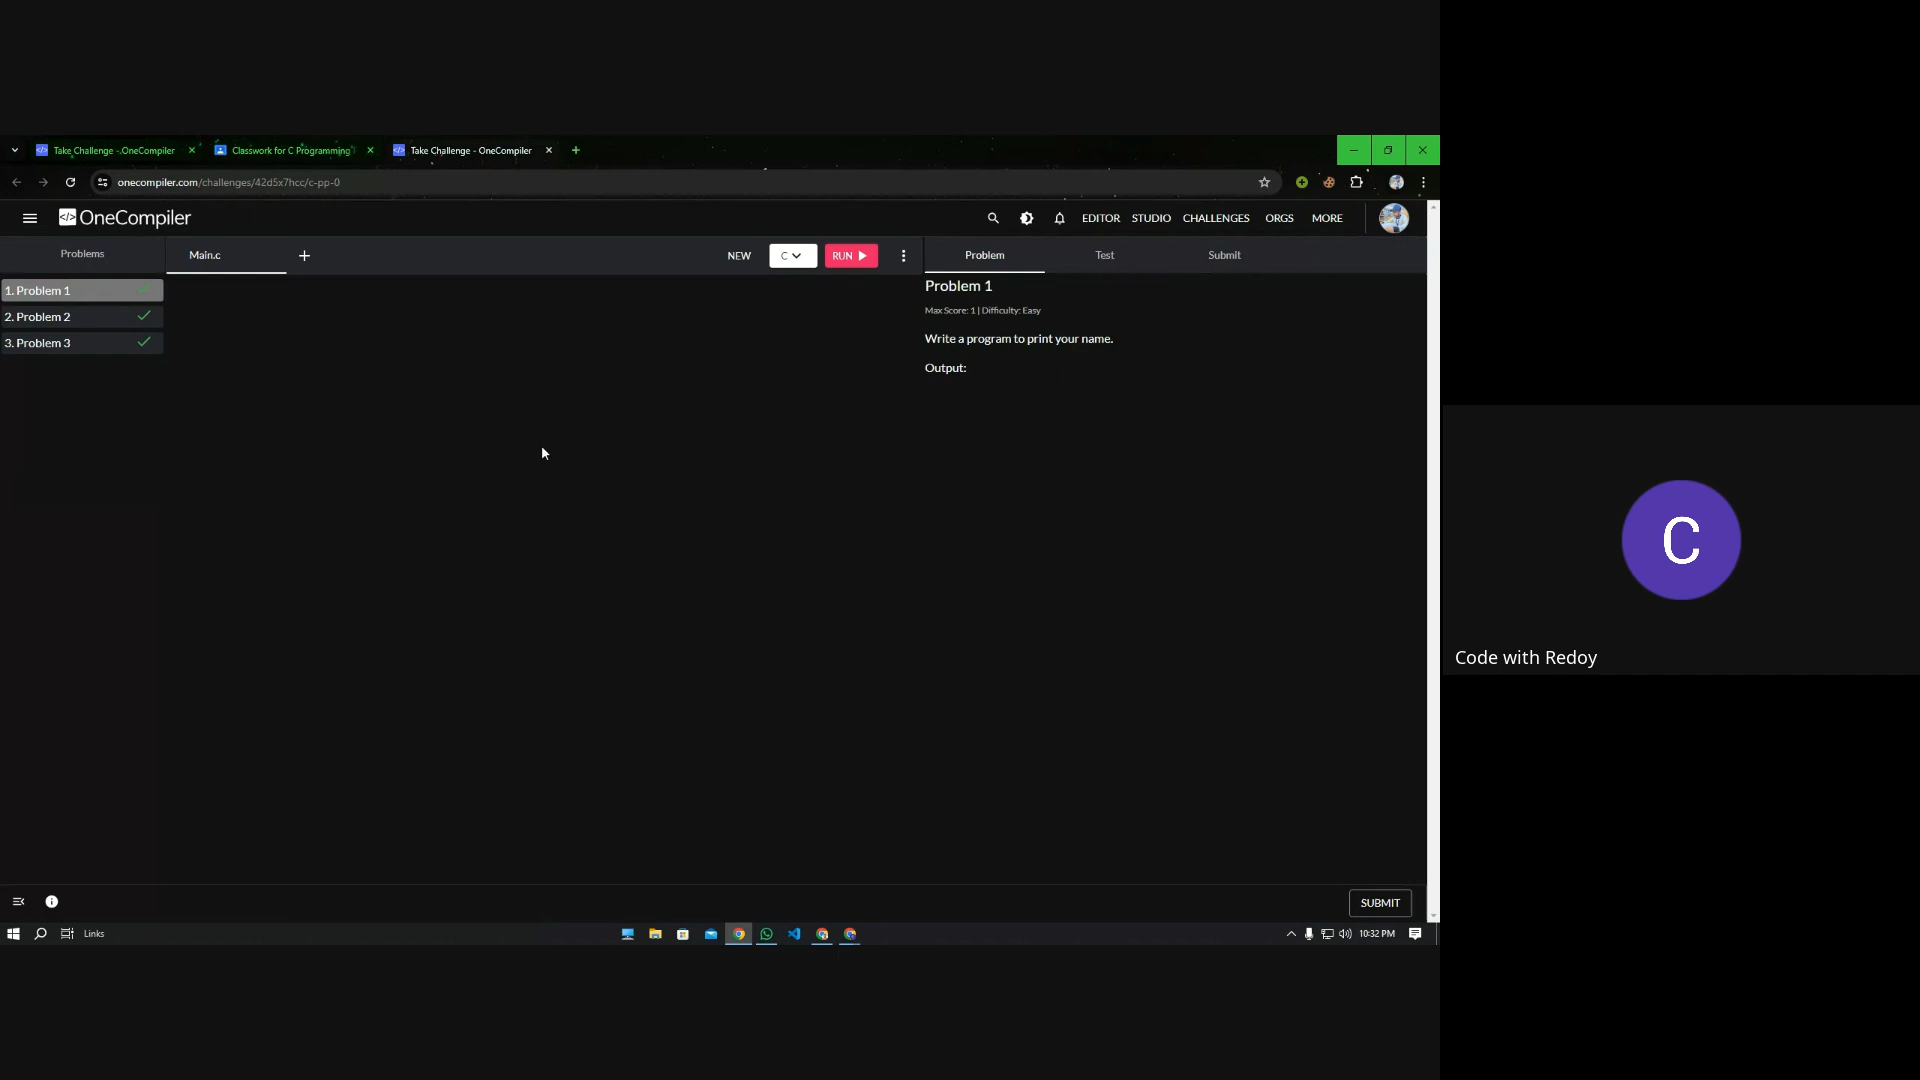 Take Challenge - OneCompiler
Classwork for C Programming
Take Challenge - OneCompiler
onecompiler.com/challenges/42d5x7hcc/c-pp-0
OneCompiler
EDITOR
STUDIO
CHALLENGES
ORGS
MORE
Problems
Main.c
NEW
C
RUN
Problem
Test
Submit
1. Problem 1
2. Problem 2
3. Problem 3
Problem 1
Max Score: 1 | Difficulty: Easy
Write a program to print your name.
Output:
C
Code with Redoy
SUBMIT
Links
10:32 PM